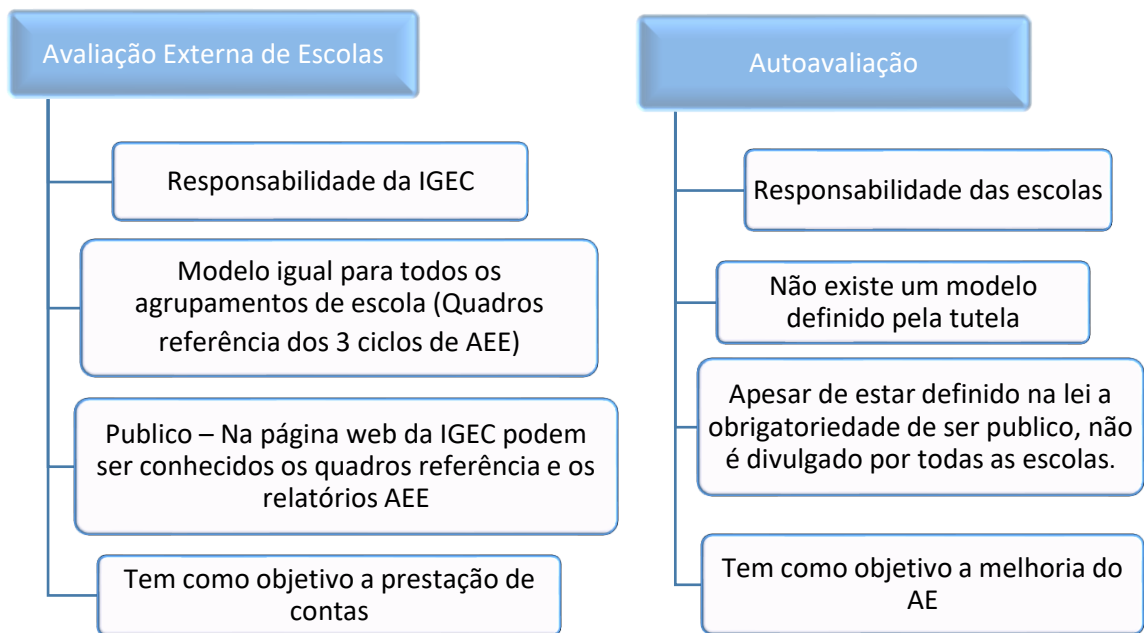 Avaliação Externa de Escolas
Responsabilidade da IGEC
Modelo igual para todos os
agrupamentos de escola (Quadros
referência dos 3 ciclos de AEE)
Publico – Na página web da IGEC podem
ser conhecidos os quadros referência e os
relatórios AEE
Tem como objetivo a prestação de
contas
Autoavaliação
Responsabilidade das escolas
Não existe um modelo
definido pela tutela
Apesar de estar definido na lei a
obrigatoriedade de ser publico, não
é divulgado por todas as escolas.
Tem como objetivo a melhoria do
AE